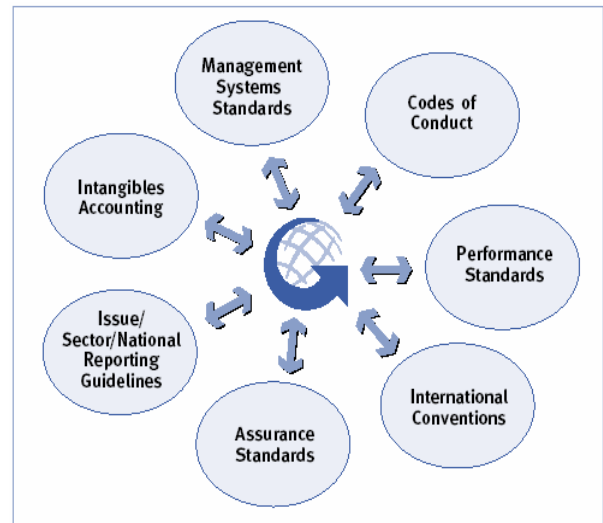 Management
Systems
Standards
Codes of
Conduct
Performance
Standards
International
Conventions
Assurance
Standards
Issue/
Sector/National
Reporting
Guidelines
Intangibles
Accounting